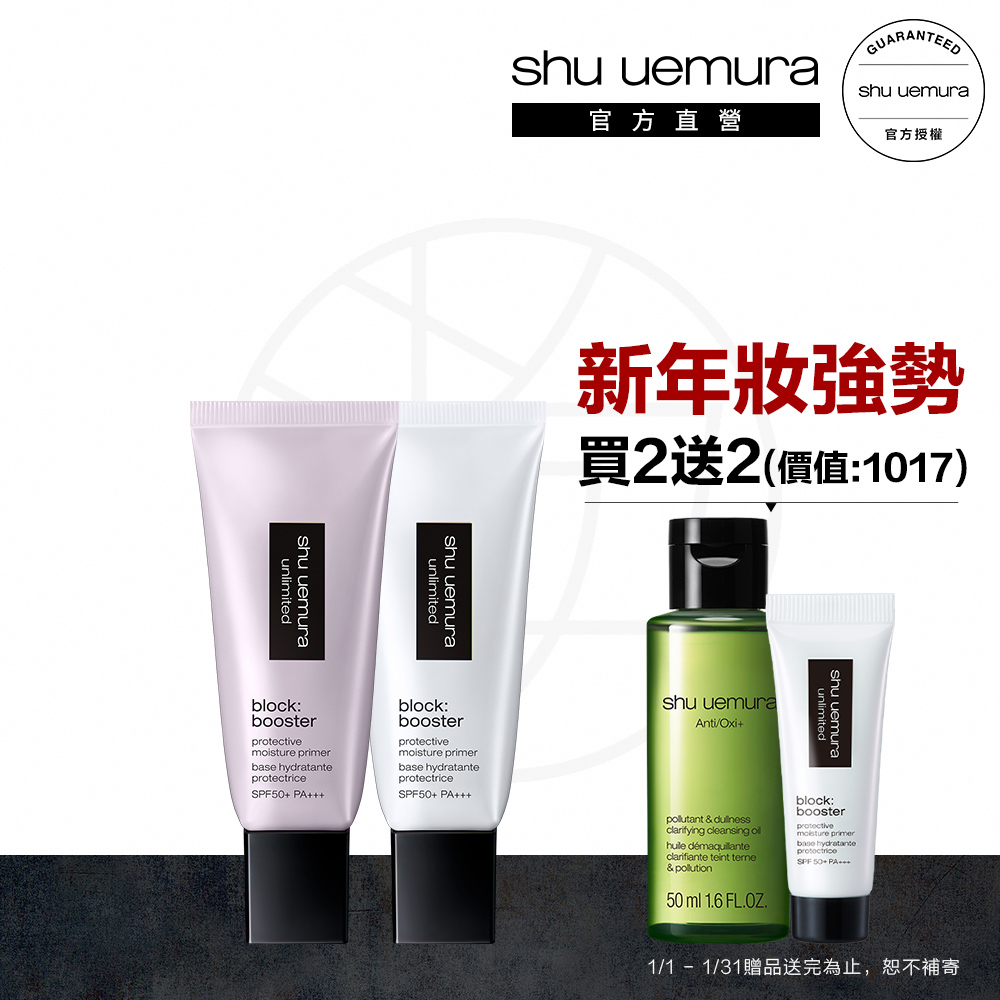 shu uemura
官方直營
GUARANTEED
shu uemura
官方授權
新年妝強勢
買2送2(價值:1017)
shu uemura
unlimited
block:
booster
protective
moisture primer
base hydratante
protectrice
SPF50+ PA+++
shu uemura
unlimited
block:
booster
protective
moisture primer
base hydratante
protectrice
SPF50+ PA+++
shu uemura
Anti/Oxi+
pollutant & dullness
clarifying cleansing oil
huile démaquillante
clarifiante teint terne
& pollution
50 ml 1.6 FL.OZ.
shu uemura
unlimited
block:
booster
protective
moisture primer
base hydratante
protectrice
SPF 50+ PA+++
1/1 - 1/31贈品送完為止，恕不補寄